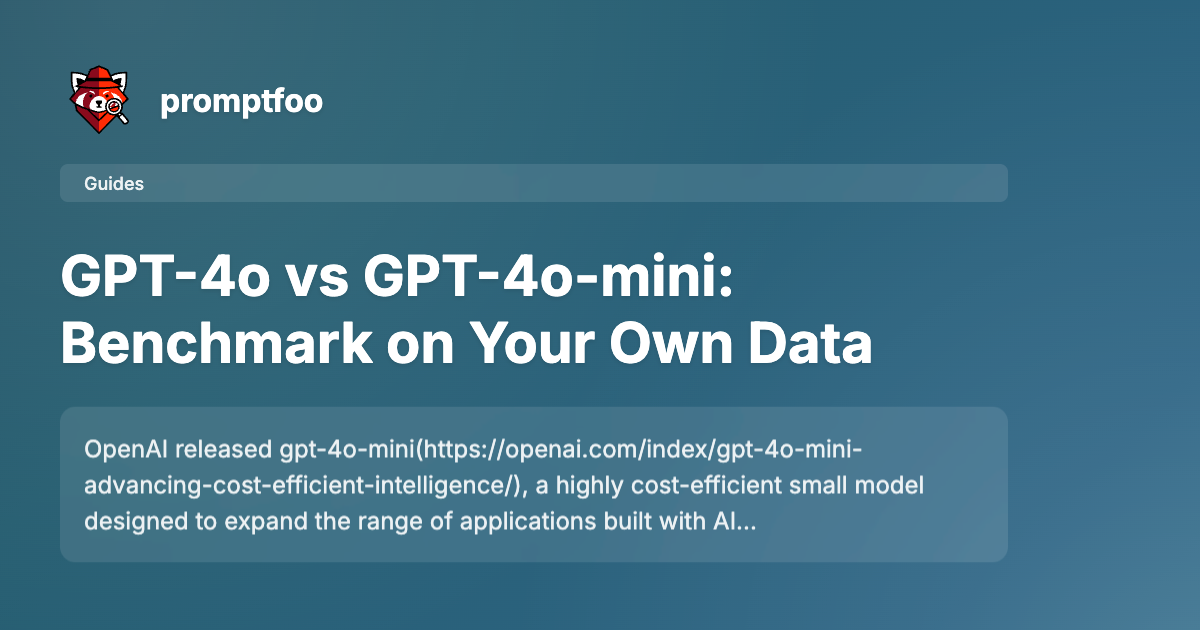 promptfoo
Guides
GPT-4o vs GPT-4o-mini:
Benchmark on Your Own Data
OpenAI released gpt-4o-mini(https://openai.com/index/gpt-4o-mini-
advancing-cost-efficient-intelligence/), a highly cost-efficient small model
designed to expand the range of applications built with AI...